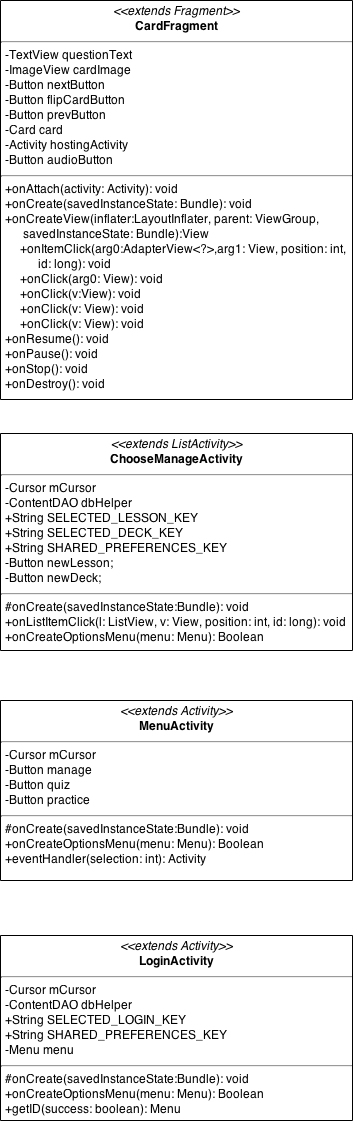 <<extends Fragment>>
CardFragment
-TextView questionText
-ImageView cardImage
-Button nextButton
-Button flipCardButton
-Button prevButton
-Card card
-Activity hostingActivity
-Button audioButton
+onAttach(activity: Activity): void
+onCreate(savedInstanceState: Bundle): void
+onCreateView(inflater:LayoutInflater, parent: ViewGroup,
savedInstanceState: Bundle):View
+onItemClick(arg0:AdapterView<?>,arg1: View, position: int,
id: long): void
+onClick(arg0: View): void
+onClick(v:View): void
+onClick(v: View): void
+onClick(v: View): void
+onResume(): void
+onPause(): void
+onStop(): void
+onDestroy(): void
<<extends ListActivity>>
ChooseManageActivity
-Cursor mCursor
-ContentDAO dbHelper
+String SELECTED_LESSON_KEY
+String SELECTED_DECK_KEY
+String SHARED_PREFERENCES_KEY
-Button newLesson;
-Button newDeck;
#onCreate(savedInstanceState:Bundle): void
+onListItemClick(l: ListView, v: View, position: int, id: long): void
+onCreateOptionsMenu(menu: Menu): Boolean
<<extends Activity>>
MenuActivity
-Cursor mCursor
-Button manage
-Button quiz
-Button practice
#onCreate(savedInstanceState:Bundle): void
+onCreateOptionsMenu(menu: Menu): Boolean
+eventHandler(selection: int): Activity
<<extends Activity>>
LoginActivity
-Cursor mCursor
-ContentDAO dbHelper
+String SELECTED_LOGIN_KEY
+String SHARED_PREFERENCES_KEY
-Menu menu
#onCreate(savedInstanceState:Bundle): void
+onCreateOptionsMenu(menu: Menu): Boolean
+getID(success: boolean): Menu